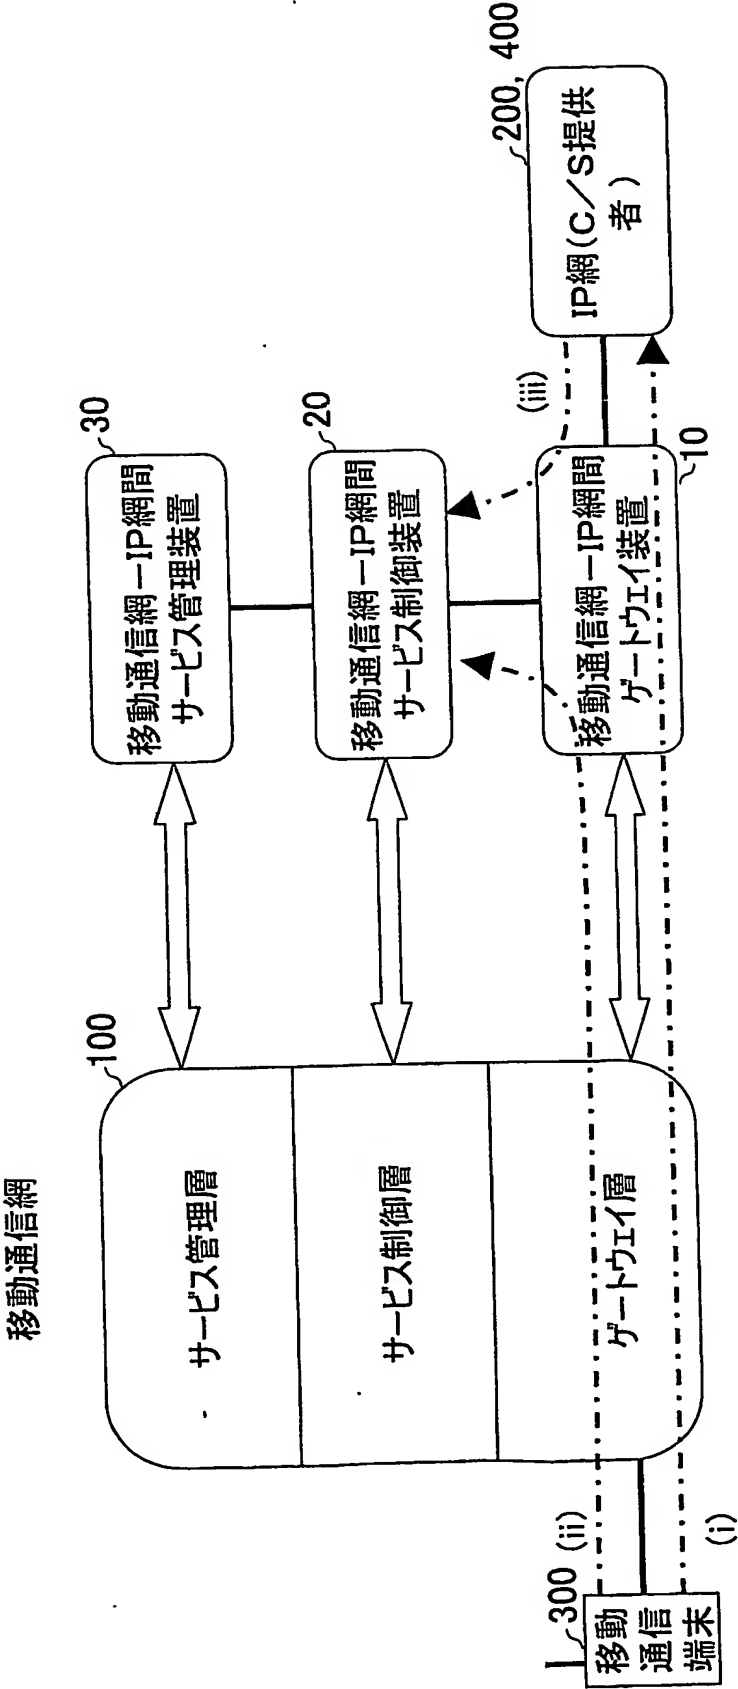 移動通信網
100
サービス管理層
サービス制御層
ゲートウェイ層
30
移動通信網－IP網間
サービス管理装置
20
移動通信網－IP網間
サービス制御装置
移動通信網－IP網間
ゲートウェイ装置
10
200, 400
IP網(C／S提供
者)
(iii)
300
移動
通信
端末
(ii)
(i)